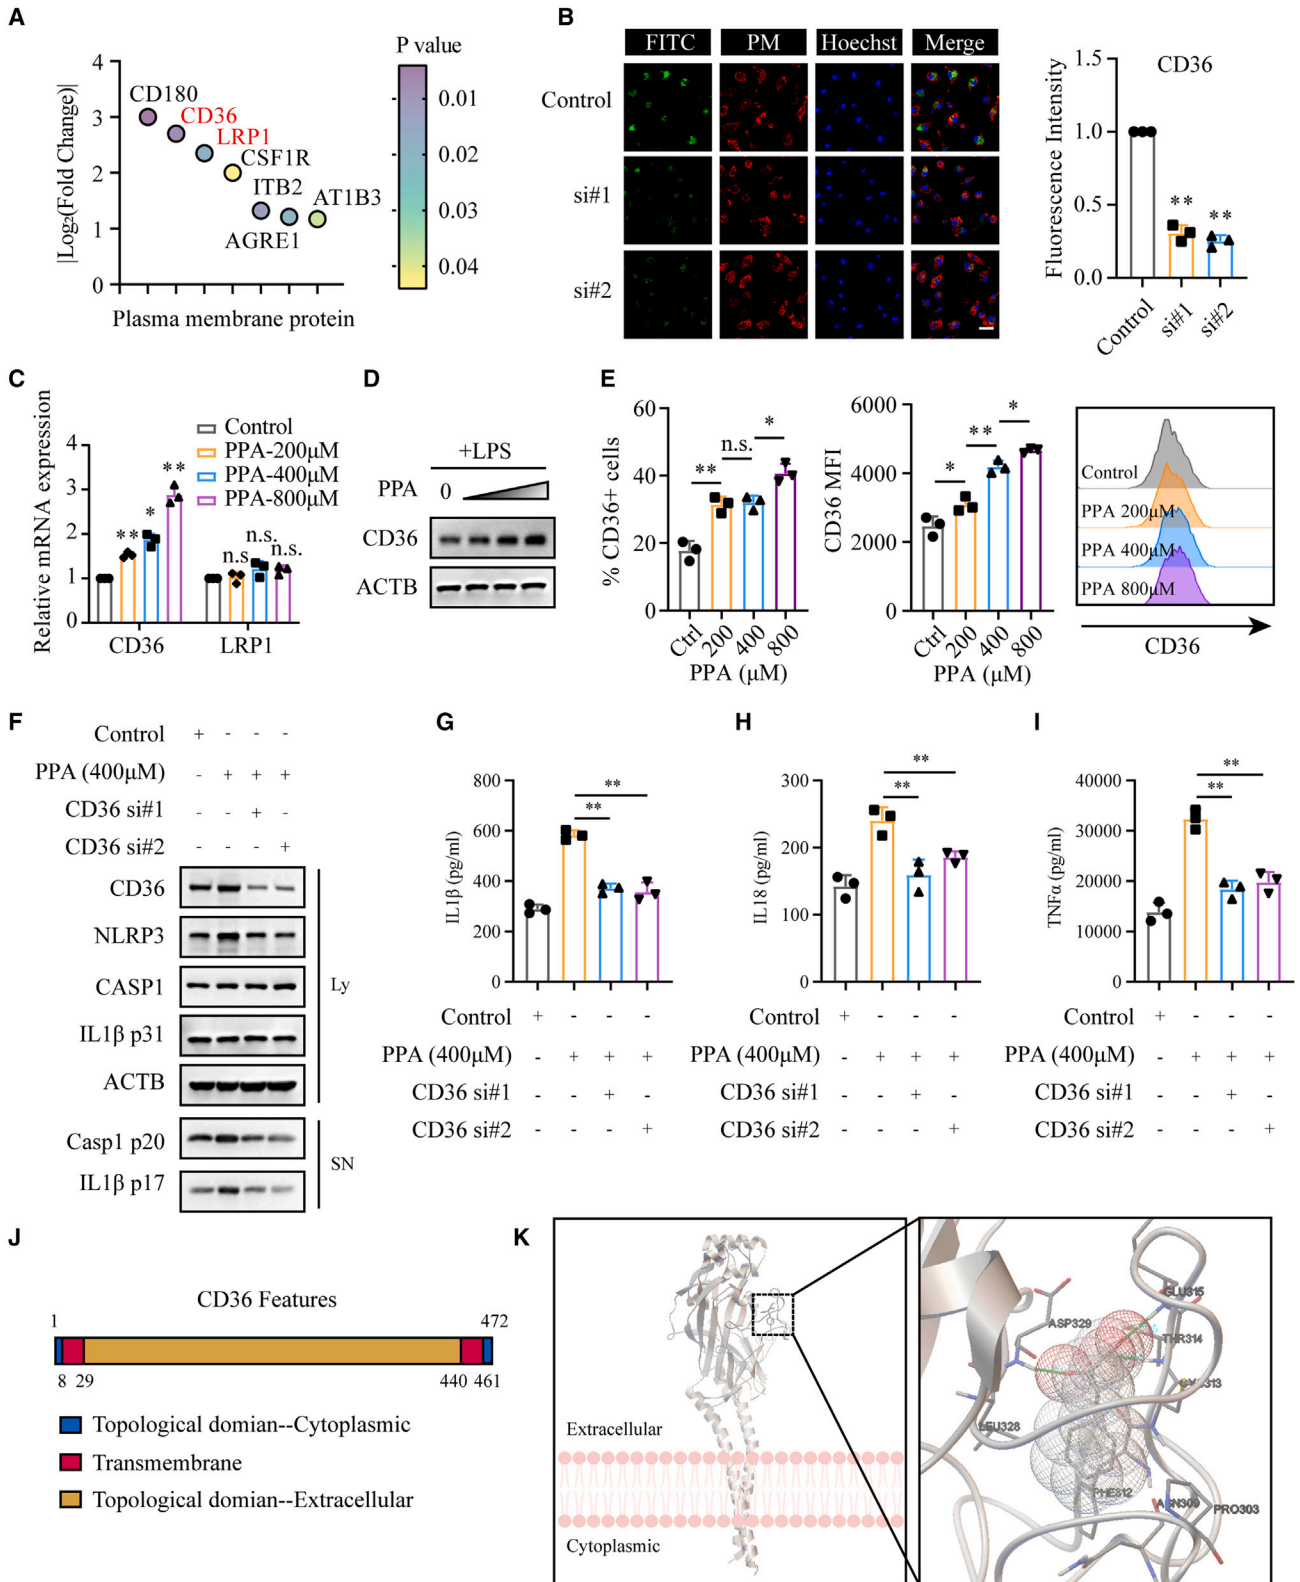 A
P value
|Log₂(Fold Change)|
4
3
2
1
0
CD180
CD36
LRP1
CSF1R
ITB2
AT1B3
AGRE1
0.01
0.02
0.03
0.04
Plasma membrane protein
B
FITC PM Hoechst Merge
Control
si#1
si#2
CD36
Fluorescence Intensity
1.5
1.0
0.5
0.0
** **
Control si#1 si#2
C
Relative mRNA expression
4
3
2
1
0
Control
PPA-200μM
PPA-400μM
PPA-800μM
** * **
n.s. n.s. n.s.
CD36 LRP1
D
+LPS
PPA 0
CD36
ACTB
E
% CD36+ cells
60
40
20
0
** n.s. *
Ctrl 200 400 800
PPA (μM)
CD36 MFI
6000
4000
2000
0
* ** *
Ctrl 200 400 800
PPA (μM)
Control
PPA 200μM
PPA 400μM
PPA 800μM
CD36
F
Control + - - -
PPA (400μM) - + + +
CD36 si#1 - - + -
CD36 si#2 - - - +
CD36
NLRP3
CASP1
IL1β p31
ACTB
Ly
Casp1 p20
IL1β p17
SN
G
IL1β (pg/ml)
800
600
400
200
0
**
**
Control + - - -
PPA (400μM) - + + +
CD36 si#1 - - + -
CD36 si#2 - - - +
H
IL18 (pg/ml)
300
200
100
0
**
**
Control + - - -
PPA (400μM) - + + +
CD36 si#1 - - + -
CD36 si#2 - - - +
I
TNFα (pg/ml)
40000
30000
20000
10000
0
**
**
Control + - - -
PPA (400μM) - + + +
CD36 si#1 - - + -
CD36 si#2 - - - +
J
CD36 Features
1 472
8 29 440 461
Topological domian--Cytoplasmic
Transmembrane
Topological domian--Extracellular
K
Extracellular
Cytoplasmic
GLU315
ASP329
THR314
LEU328
PHE312
ASN309
PRO303